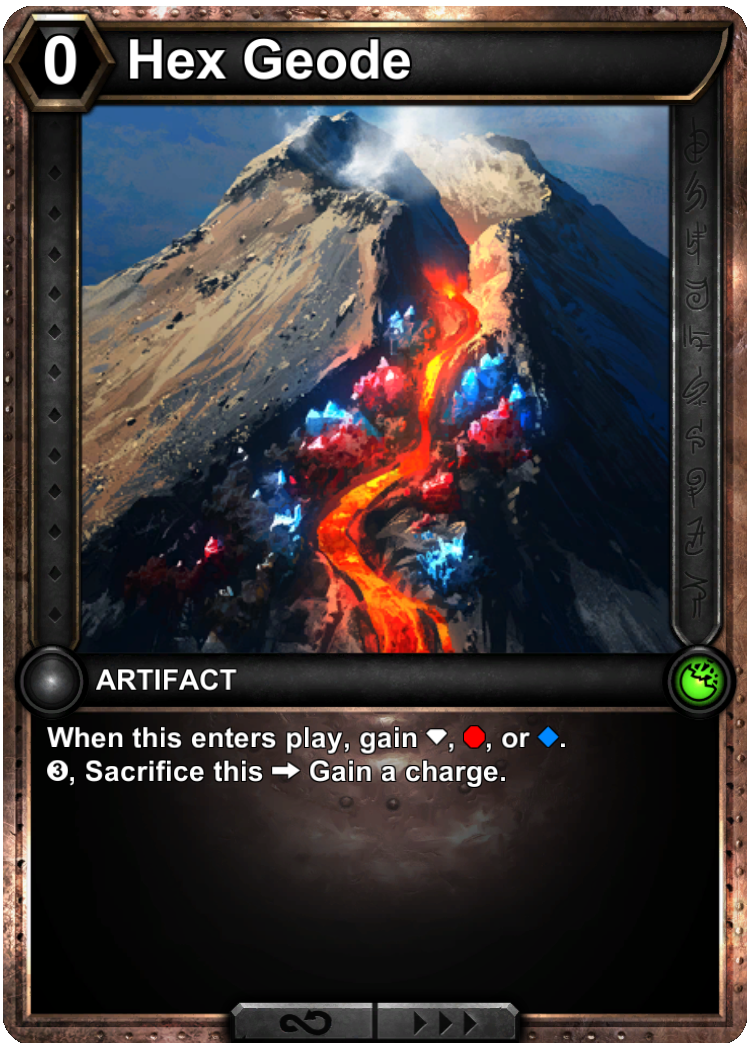 0 Hex Geode
ARTIFACT
When this enters play, gain , , or .
❸, Sacrifice this ➡ Gain a charge.